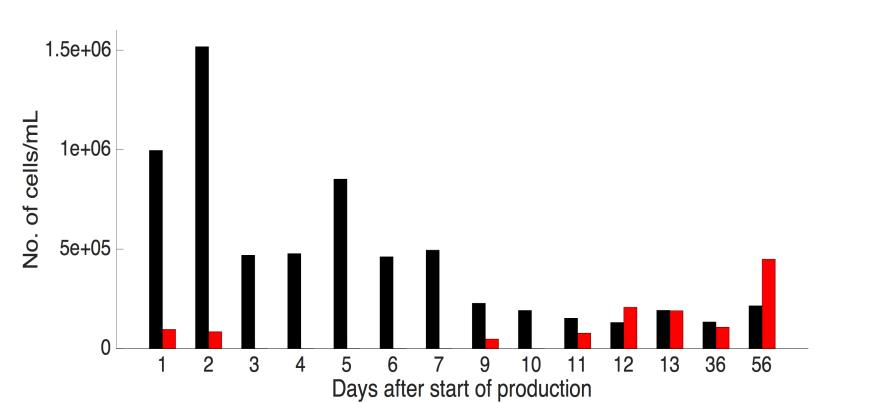 1.5e+06
1e+06
5e+05
0
No. of cells/mL
1 2 3 4 5 6 7 9 10 11 12 13 36 56
Days after start of production